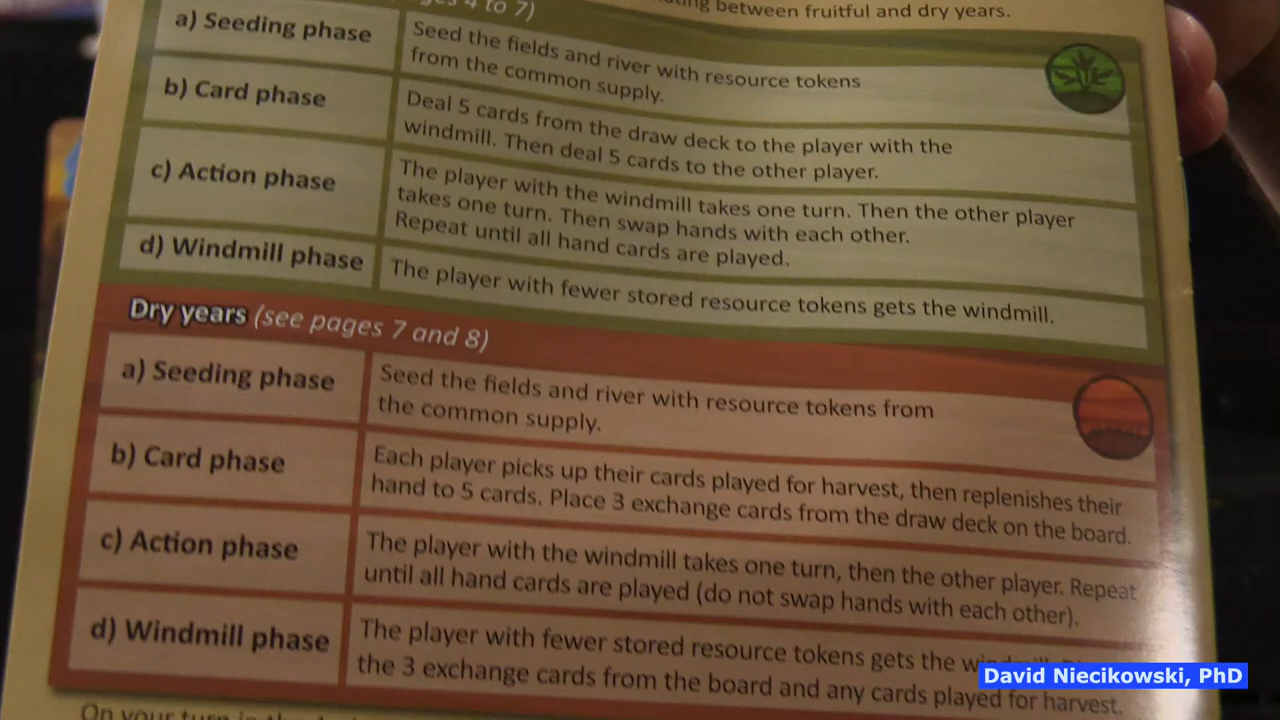 es 4 to 7)
between fruitful and dry years.
a) Seeding phase
Seed the fields and river with resource tokens
from the common supply.
b) Card phase
Deal 5 cards from the draw deck to the player with the
windmill. Then deal 5 cards to the other player.
c) Action phase
The player with the windmill takes one turn. Then the other player
takes one turn. Then swap hands with each other.
Repeat until all hand cards are played.
d) Windmill phase
The player with fewer stored resource tokens gets the windmill.
Dry years (see pages 7 and 8)
a) Seeding phase
Seed the fields and river with resource tokens from
the common supply.
b) Card phase
Each player picks up their cards played for harvest, then replenishes their
hand to 5 cards. Place 3 exchange cards from the draw deck on the board.
c) Action phase
The player with the windmill takes one turn, then the other player. Repeat
until all hand cards are played (do not swap hands with each other).
d) Windmill phase
The player with fewer stored resource tokens gets the
the 3 exchange cards from the board and any cards played for harvest.
On your turn in the
David Niecikowski, PhD